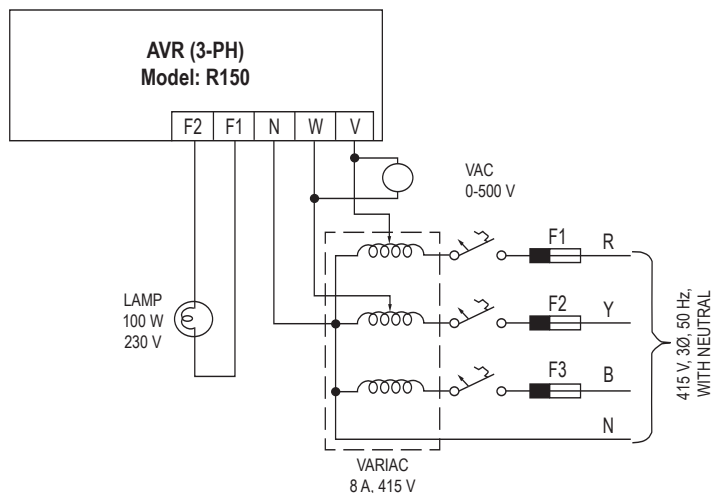 AVR (3-PH)
Model: R150
F2 F1 N W V
VAC
0-500 V
F1 R
LAMP
100 W
230 V
F2 Y
F3 B
N
415 V, 3Ø, 50 Hz,
WITH NEUTRAL
VARIAC
8 A, 415 V